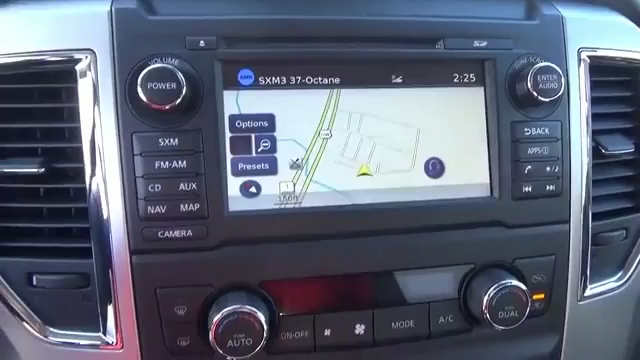 VOLUME
POWER
SXM
FM·AM
CD AUX
NAV MAP
CAMERA
SXM3 37-Octane
2:25
Options
Presets
1500
TUNE·SCROLL
ENTER
AUDIO
BACK
APPS
AUTO
ON·OFF
MODE
A/C
DUAL